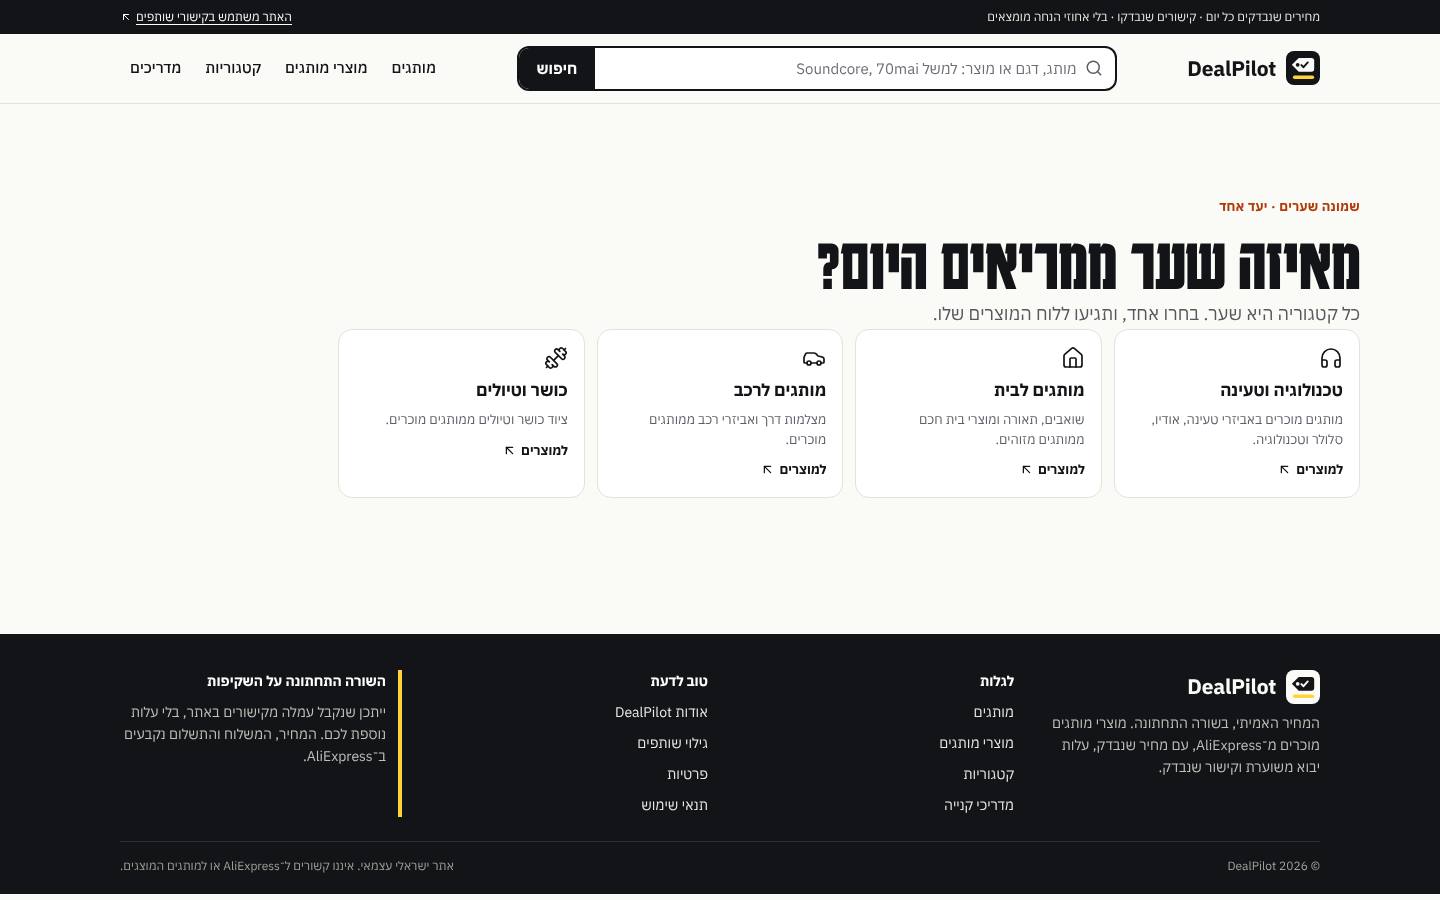 מחירים שנבדקים כל יום · קישורים שנבדקו · בלי אחוזי הנחה מומצאים
האתר משתמש בקישורי שותפים
DealPilot
מותג, דגם או מוצר: למשל Soundcore, 70mai
חיפוש
מותגים
מוצרי מותגים
קטגוריות
מדריכים
שמונה שערים · יעד אחד
מאיזה שער ממריאים היום?
כל קטגוריה היא שער. בחרו אחד, ותגיעו ללוח המוצרים שלו.
טכנולוגיה וטעינה
מותגים מוכרים באביזרי טעינה, אודיו,
סלולר וטכנולוגיה.
למוצרים
מותגים לבית
שואבים, תאורה ומוצרי בית חכם
ממותגים מזוהים.
למוצרים
מותגים לרכב
מצלמות דרך ואביזרי רכב ממותגים
מוכרים.
למוצרים
כושר וטיולים
ציוד כושר וטיולים ממותגים מוכרים.
למוצרים
DealPilot
המחיר האמיתי, בשורה התחתונה. מוצרי מותגים
מוכרים מ־AliExpress, עם מחיר שנבדק, עלות
יבוא משוערת וקישור שנבדק.
לגלות
מותגים
מוצרי מותגים
קטגוריות
מדריכי קנייה
טוב לדעת
אודות DealPilot
גילוי שותפים
פרטיות
תנאי שימוש
השורה התחתונה על השקיפות
ייתכן שנקבל עמלה מקישורים באתר, בלי עלות
נוספת לכם. המחיר, המשלוח והתשלום נקבעים
ב־AliExpress.
© 2026 DealPilot
אתר ישראלי עצמאי. איננו קשורים ל־AliExpress או למותגים המוצגים.